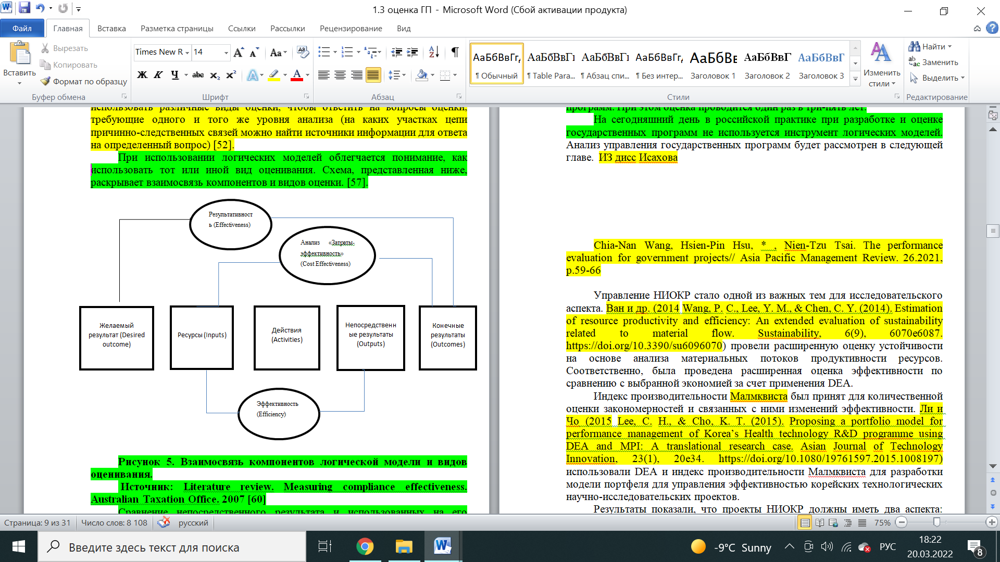 1.3 оценка ГП - Microsoft Word (Сбой активации продукта)
Файл Главная Вставка Разметка страницы Ссылки Рассылки Рецензирование Вид
Вставить
Вырезать
Копировать
Формат по образцу
Буфер обмена
Times New R 14
Ж К Ч abc x₂ x²
Шрифт
Абзац
АаБбВвГг, АаБбВвГг АаБбВвГг АаБбВвГг, АаБбВв АаБбВвГ АаБбВвГ
¶ Обычный ¶ Table Para... ¶ Абзац спи... ¶ Без интер... Заголовок 1 Заголовок 2 Заголовок 3
Стили
Изменить
стили
Найти
Заменить
Выделить
Редактирование
использовать различные виды оценки, чтобы ответить на вопросы оценки,
требующие одного и того же уровня анализа (на каких участках цепи
причинно-следственных связей можно найти источники информации для ответа
на определенный вопрос) [52].
При использовании логических моделей облегчается понимание, как
использовать тот или иной вид оценивания. Схема, представленная ниже,
раскрывает взаимосвязь компонентов и видов оценки. [57].
Результативност
ь (Effectiveness)
Анализ «Затраты-
эффективность»
(Cost Effectiveness)
Желаемый
результат (Desired
outcome)
Ресурсы (Inputs)
Действия
(Activities)
Непосредственн
ые результаты
(Outputs)
Конечные
результаты
(Outcomes)
Эффективность
(Efficiency)
Рисунок 5. Взаимосвязь компонентов логической модели и видов
оценивания.
Источник: Literature review. Measuring compliance effectiveness.
Australian Taxation Office. 2007 [60]
Сравнение непосредственного результата и использованных на его
программ. При этом оценка проводится один раз в три-пять лет.
На сегодняшний день в российской практике при разработке и оценке
государственных программ не используется инструмент логических моделей.
Анализ управления государственных программ будет рассмотрен в следующей
главе. ИЗ дисс Исахова
Chia-Nan Wang, Hsien-Pin Hsu, * , Nien-Tzu Tsai. The performance
evaluation for government projects// Asia Pacific Management Review. 26.2021,
p.59-66
Управление НИОКР стало одной из важных тем для исследовательского
аспекта. Ван и др. (2014 Wang, P. C., Lee, Y. M., & Chen, C. Y. (2014). Estimation
of resource productivity and efficiency: An extended evaluation of sustainability
related to material flow. Sustainability, 6(9), 6070e6087.
https://doi.org/10.3390/su6096070) провели расширенную оценку устойчивости
на основе анализа материальных потоков продуктивности ресурсов.
Соответственно, была проведена расширенная оценка эффективности по
сравнению с выбранной экономией за счет применения DEA.
Индекс производительности Малмквиста был принят для количественной
оценки закономерностей и связанных с ними изменений эффективности. Ли и
Чо (2015 Lee, C. H., & Cho, K. T. (2015). Proposing a portfolio model for
performance management of Korea's Health technology R&D programme using
DEA and MPI: A translational research case. Asian Journal of Technology
Innovation, 23(1), 20e34. https://doi.org/10.1080/19761597.2015.1008197)
использовали DEA и индекс производительности Малмквиста для разработки
модели портфеля для управления эффективностью корейских технологических
научно-исследовательских проектов.
Результаты показали, что проекты НИОКР должны иметь два аспекта:
Страница: 9 из 31 Число слов: 8 108 русский 75%
Введите здесь текст для поиска
-9°C Sunny
РУС
18:22
20.03.2022
8